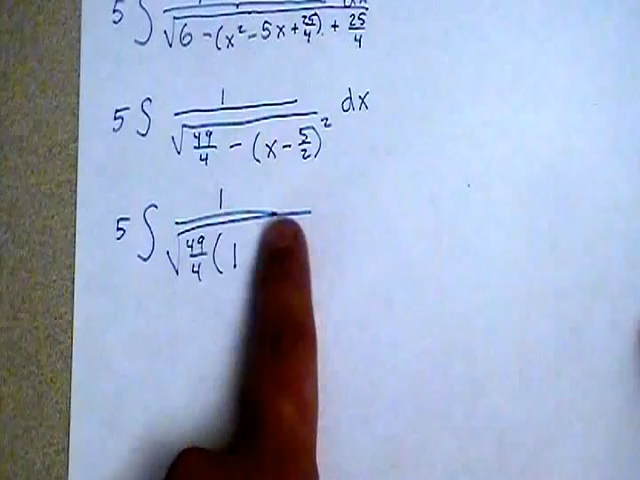 5 ∫ 1/√(6 - (x² - 5x + 25/4) + 25/4) dx
5 ∫ 1/√(49/4 - (x - 5/2)²) dx
5 ∫ 1/√(49/4 (1